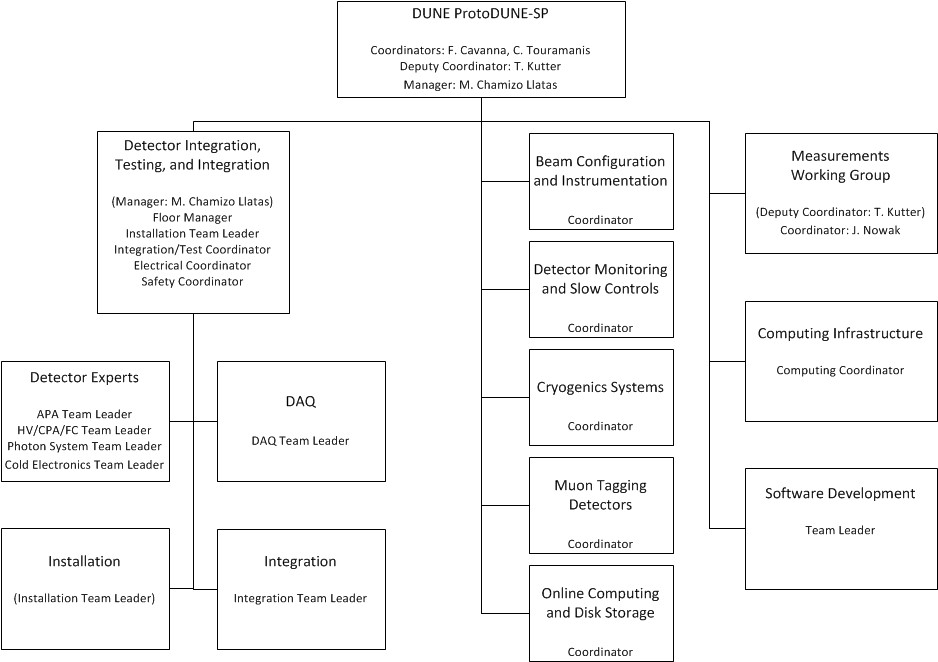 DUNE ProtoDUNE-SP
Coordinators: F. Cavanna, C. Touramanis
Deputy Coordinator: T. Kutter
Manager: M. Chamizo Llatas
Detector Integration,
Testing, and Integration
(Manager: M. Chamizo Llatas)
Floor Manager
Installation Team Leader
Integration/Test Coordinator
Electrical Coordinator
Safety Coordinator
Detector Experts
APA Team Leader
HV/CPA/FC Team Leader
Photon System Team Leader
Cold Electronics Team Leader
DAQ
DAQ Team Leader
Installation
(Installation Team Leader)
Integration
Integration Team Leader
Beam Configuration
and Instrumentation
Coordinator
Detector Monitoring
and Slow Controls
Coordinator
Cryogenics Systems
Coordinator
Muon Tagging
Detectors
Coordinator
Online Computing
and Disk Storage
Coordinator
Measurements
Working Group
(Deputy Coordinator: T. Kutter)
Coordinator: J. Nowak
Computing Infrastructure
Computing Coordinator
Software Development
Team Leader